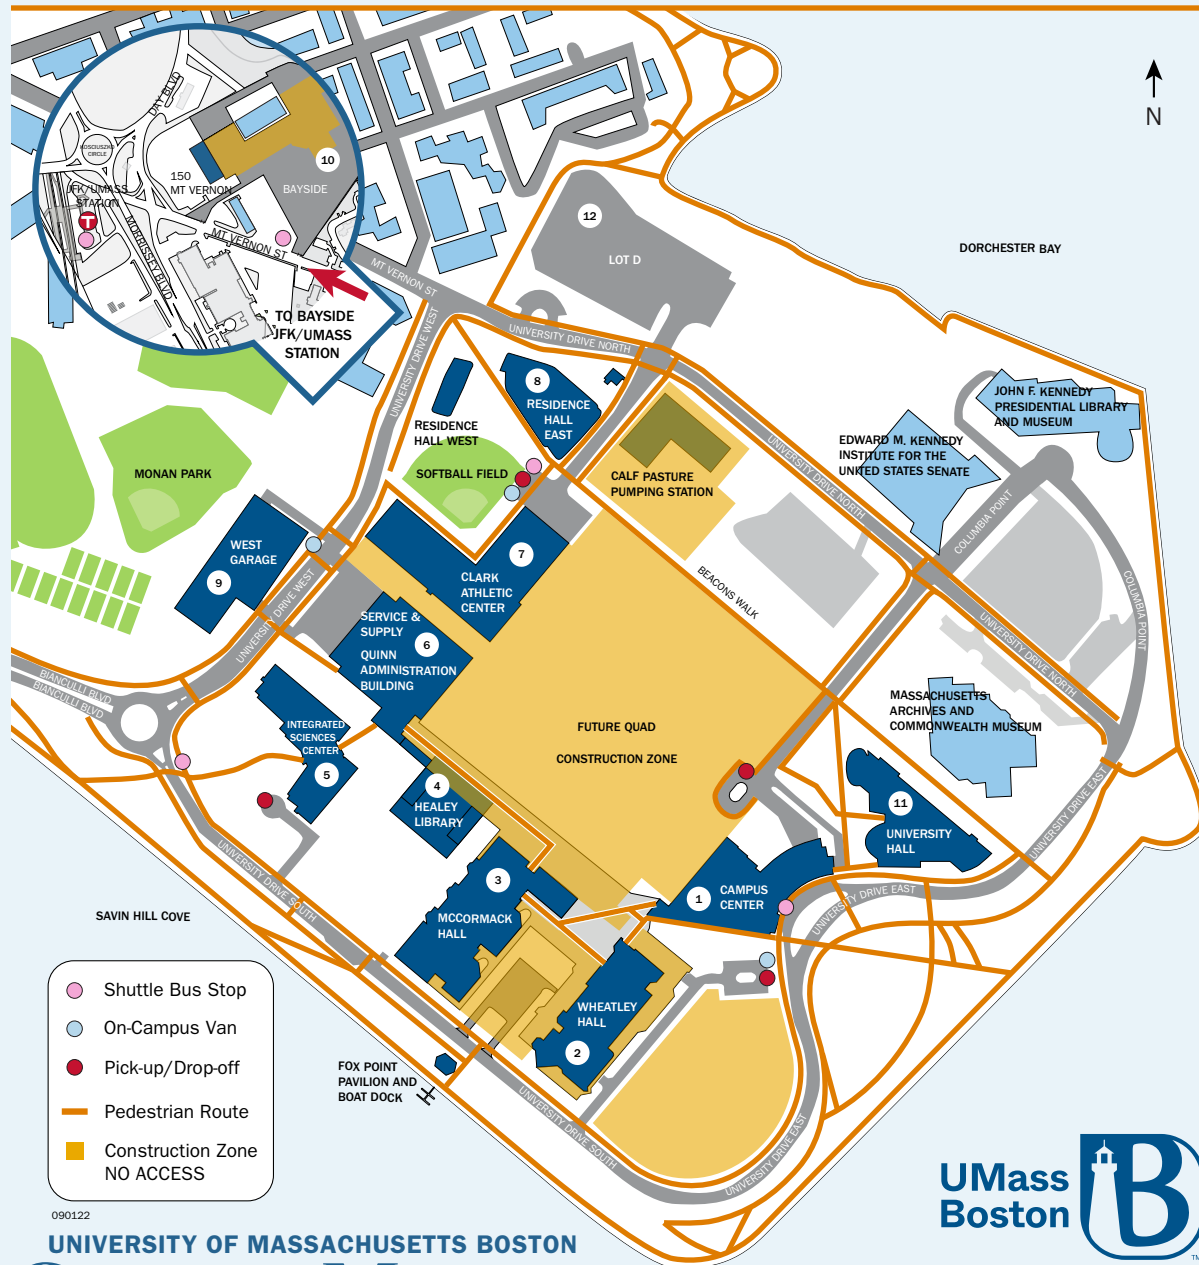 N
DAY BLVD
KOSCIUSZKO
CIRCLE
10
150
MT VERNON
BAYSIDE
JFK/UMASS
STATION
T
MORRISSEY BLVD
MT VERNON ST
TO BAYSIDE
JFK/UMASS
STATION
MT VERNON ST
12
LOT D
DORCHESTER BAY
UNIVERSITY DRIVE WEST
UNIVERSITY DRIVE NORTH
8
RESIDENCE
HALL
EAST
RESIDENCE
HALL WEST
SOFTBALL FIELD
MONAN PARK
CALF PASTURE
PUMPING STATION
UNIVERSITY DRIVE NORTH
JOHN F. KENNEDY
PRESIDENTIAL LIBRARY
AND MUSEUM
EDWARD M. KENNEDY
INSTITUTE FOR THE
UNITED STATES SENATE
COLUMBIA POINT
COLUMBIA POINT
WEST
GARAGE
9
7
CLARK
ATHLETIC
CENTER
BEACONS WALK
UNIVERSITY DRIVE WEST
SERVICE &
SUPPLY
6
QUINN
ADMINISTRATION
BUILDING
UNIVERSITY DRIVE NORTH
BIANCULLI BLVD
BIANCULLI BLVD
MASSACHUSETTS
ARCHIVES AND
COMMONWEALTH MUSEUM
INTEGRATED
SCIENCES
CENTER
5
FUTURE QUAD
CONSTRUCTION ZONE
4
HEALEY
LIBRARY
11
UNIVERSITY
HALL
UNIVERSITY DRIVE EAST
UNIVERSITY DRIVE SOUTH
3
MCCORMACK
HALL
1
CAMPUS
CENTER
UNIVERSITY DRIVE EAST
SAVIN HILL COVE
WHEATLEY
HALL
2
FOX POINT
PAVILION AND
BOAT DOCK
UNIVERSITY DRIVE SOUTH
UNIVERSITY DRIVE EAST
Shuttle Bus Stop
On-Campus Van
Pick-up/Drop-off
Pedestrian Route
Construction Zone
NO ACCESS
090122
UMass
Boston
B
TM
UNIVERSITY OF MASSACHUSETTS BOSTON